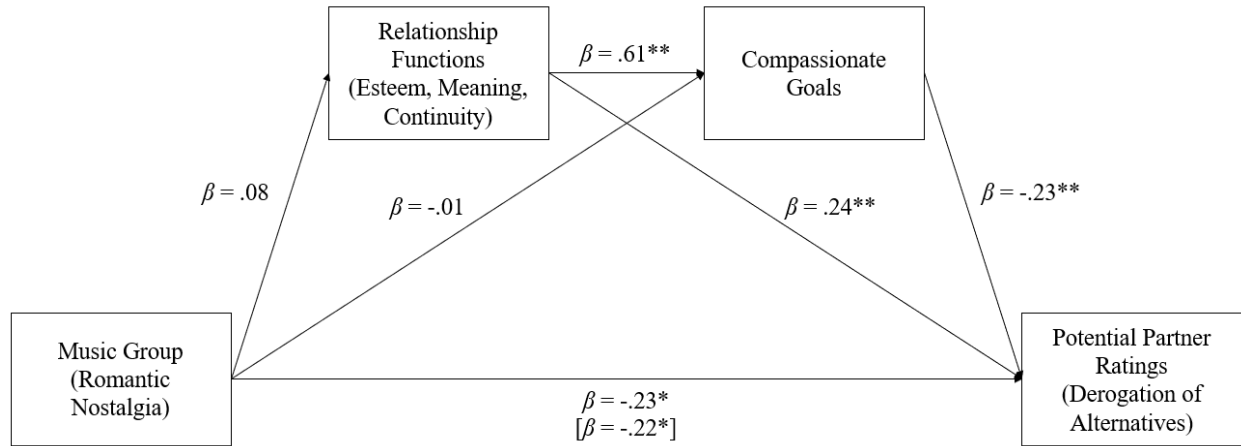 Relationship
Functions
(Esteem, Meaning,
Continuity)
β = .61**
Compassionate
Goals
β = .08
β = -.01
β = .24**
β = -.23**
Music Group
(Romantic
Nostalgia)
β = -.23*
[β = -.22*]
Potential Partner
Ratings
(Derogation of
Alternatives)